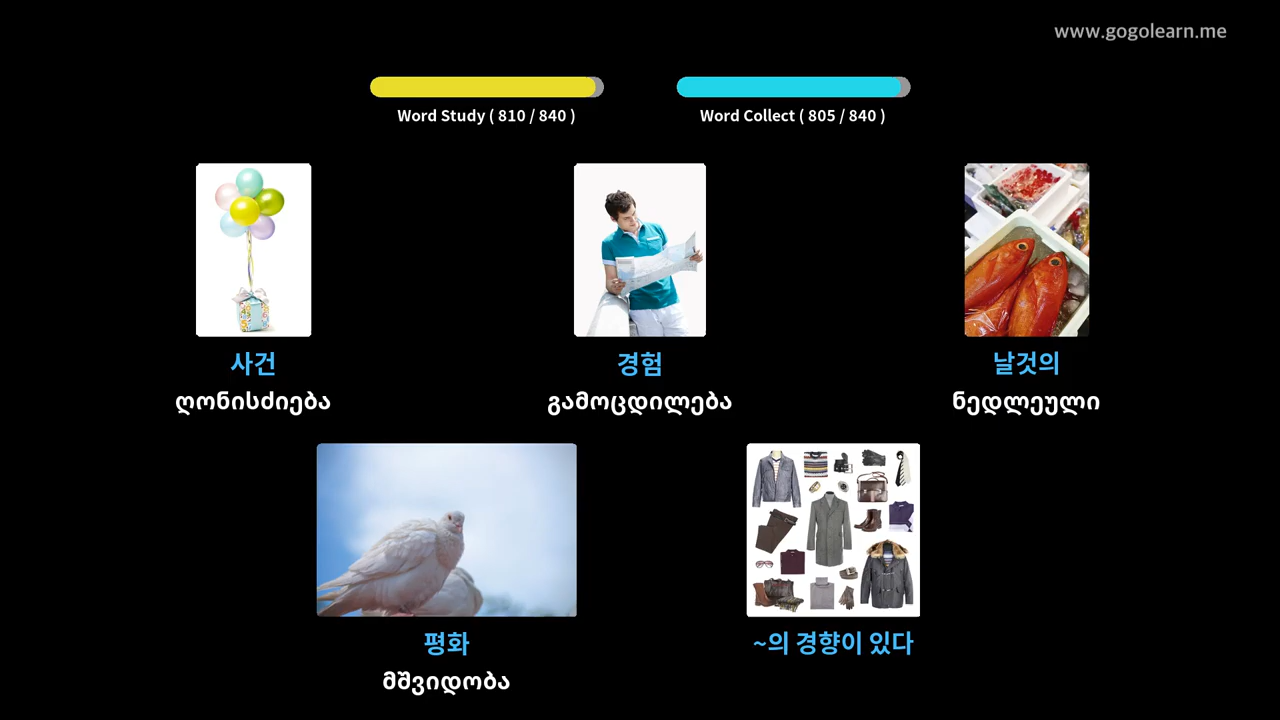 www.gogolearn.me
Word Study ( 810 / 840 )
Word Collect ( 805 / 840 )
사건
ღონისძიება
경험
გამოცდილება
날것의
ნედლეული
평화
მშვიდობა
~의 경향이 있다